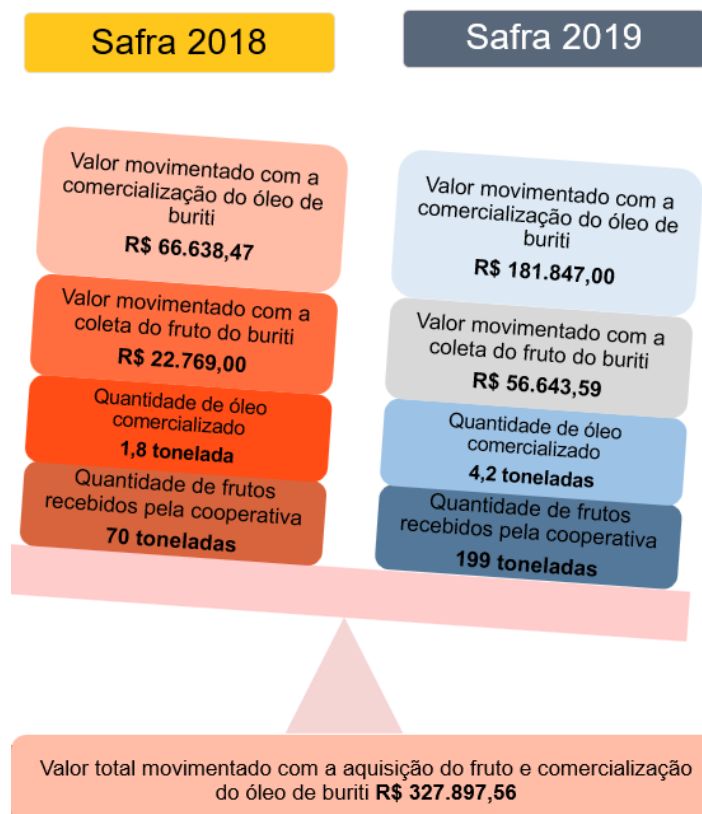 Safra 2018
Valor movimentado com a
comercialização do óleo de
buriti
R$ 66.638,47
Valor movimentado com a
coleta do fruto do buriti
R$ 22.769,00
Quantidade de óleo
comercializado
1,8 tonelada
Quantidade de frutos
recebidos pela cooperativa
70 toneladas
Safra 2019
Valor movimentado com a
comercialização do óleo de
buriti
R$ 181.847,00
Valor movimentado com a
coleta do fruto do buriti
R$ 56.643,59
Quantidade de óleo
comercializado
4,2 toneladas
Quantidade de frutos
recebidos pela cooperativa
199 toneladas
Valor total movimentado com a aquisição do fruto e comercialização
do óleo de buriti R$ 327.897,56